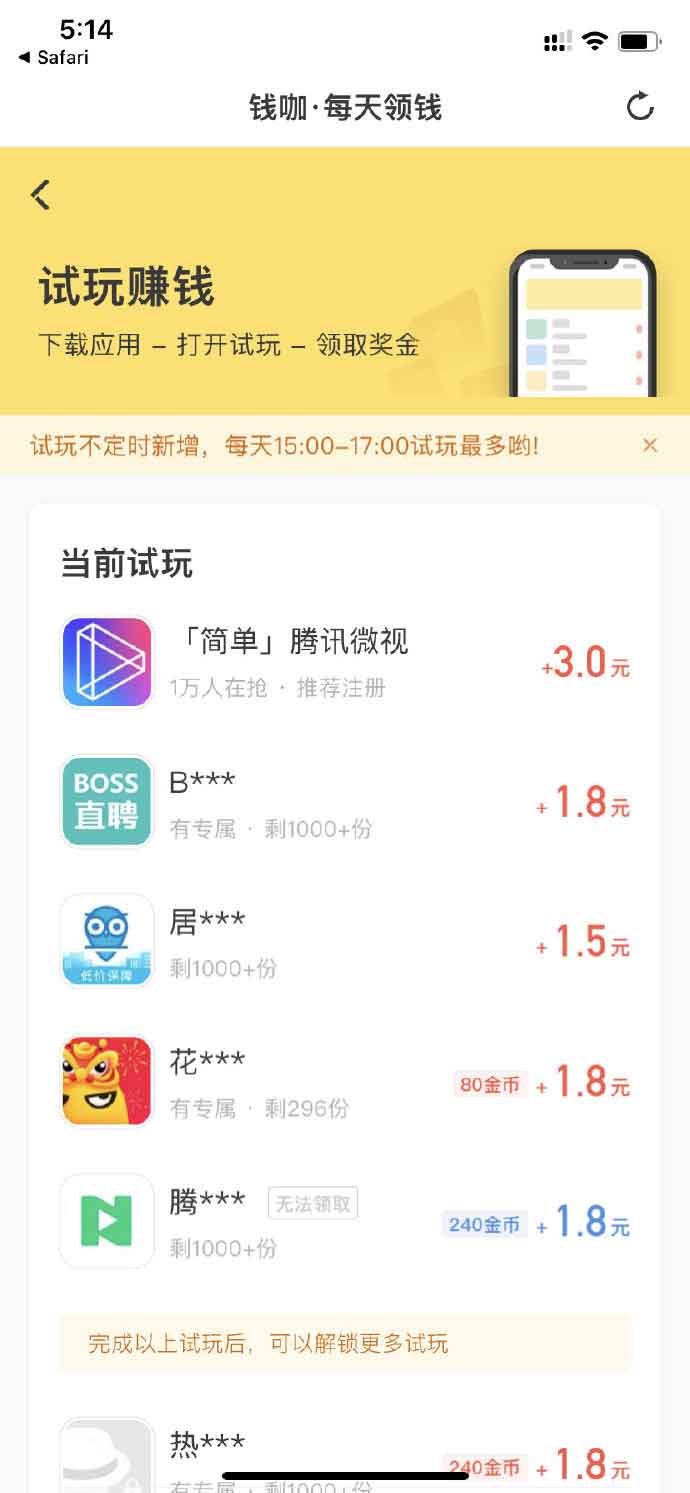 5:14
Safari
钱咖·每天领钱
试玩赚钱
下载应用 – 打开试玩 – 领取奖金
试玩不定时新增，每天15:00–17:00试玩最多哟!
当前试玩
「简单」腾讯微视
1万人在抢 · 推荐注册
+3.0元
BOSS
直聘
B***
有专属 · 剩1000+份
+1.8元
低价保障
居***
剩1000+份
+1.5元
花***
有专属 · 剩296份
80金币 +1.8元
腾*** 无法领取
剩1000+份
240金币 +1.8元
完成以上试玩后，可以解锁更多试玩
热***
240金币 +1.8元
有专属 · 剩1000+份